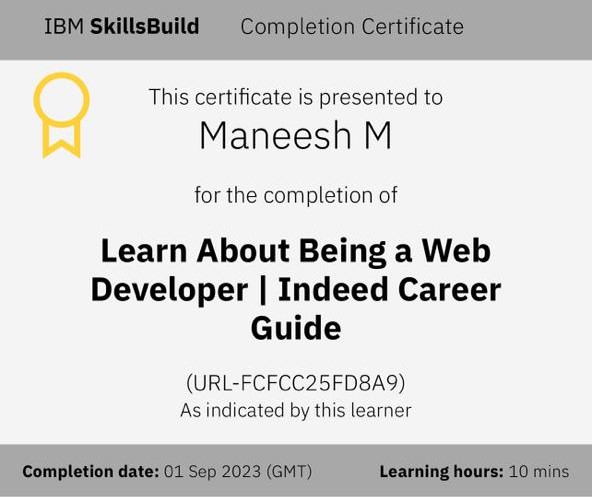 IBM SkillsBuild Completion Certificate
This certificate is presented to
Maneesh M
for the completion of
Learn About Being a Web
Developer | Indeed Career
Guide
(URL-FCFCC25FD8A9)
As indicated by this learner
Completion date: 01 Sep 2023 (GMT) Learning hours: 10 mins